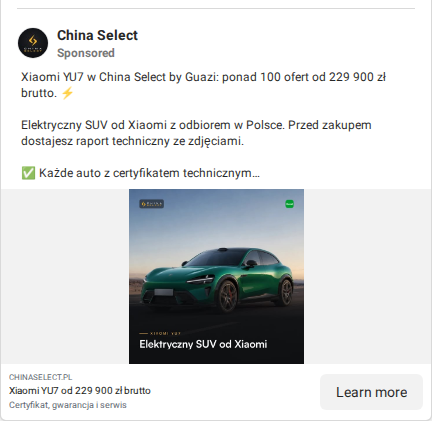 China Select
Sponsored
Xiaomi YU7 w China Select by Guazi: ponad 100 ofert od 229 900 zł
brutto. ⚡
Elektryczny SUV od Xiaomi z odbiorem w Polsce. Przed zakupem
dostajesz raport techniczny ze zdjęciami.
✅ Każde auto z certyfikatem technicznym…
XIAOMI YU7
Elektryczny SUV od Xiaomi
CHINASELECT.PL
Xiaomi YU7 od 229 900 zł brutto
Certyfikat, gwarancja i serwis
Learn more